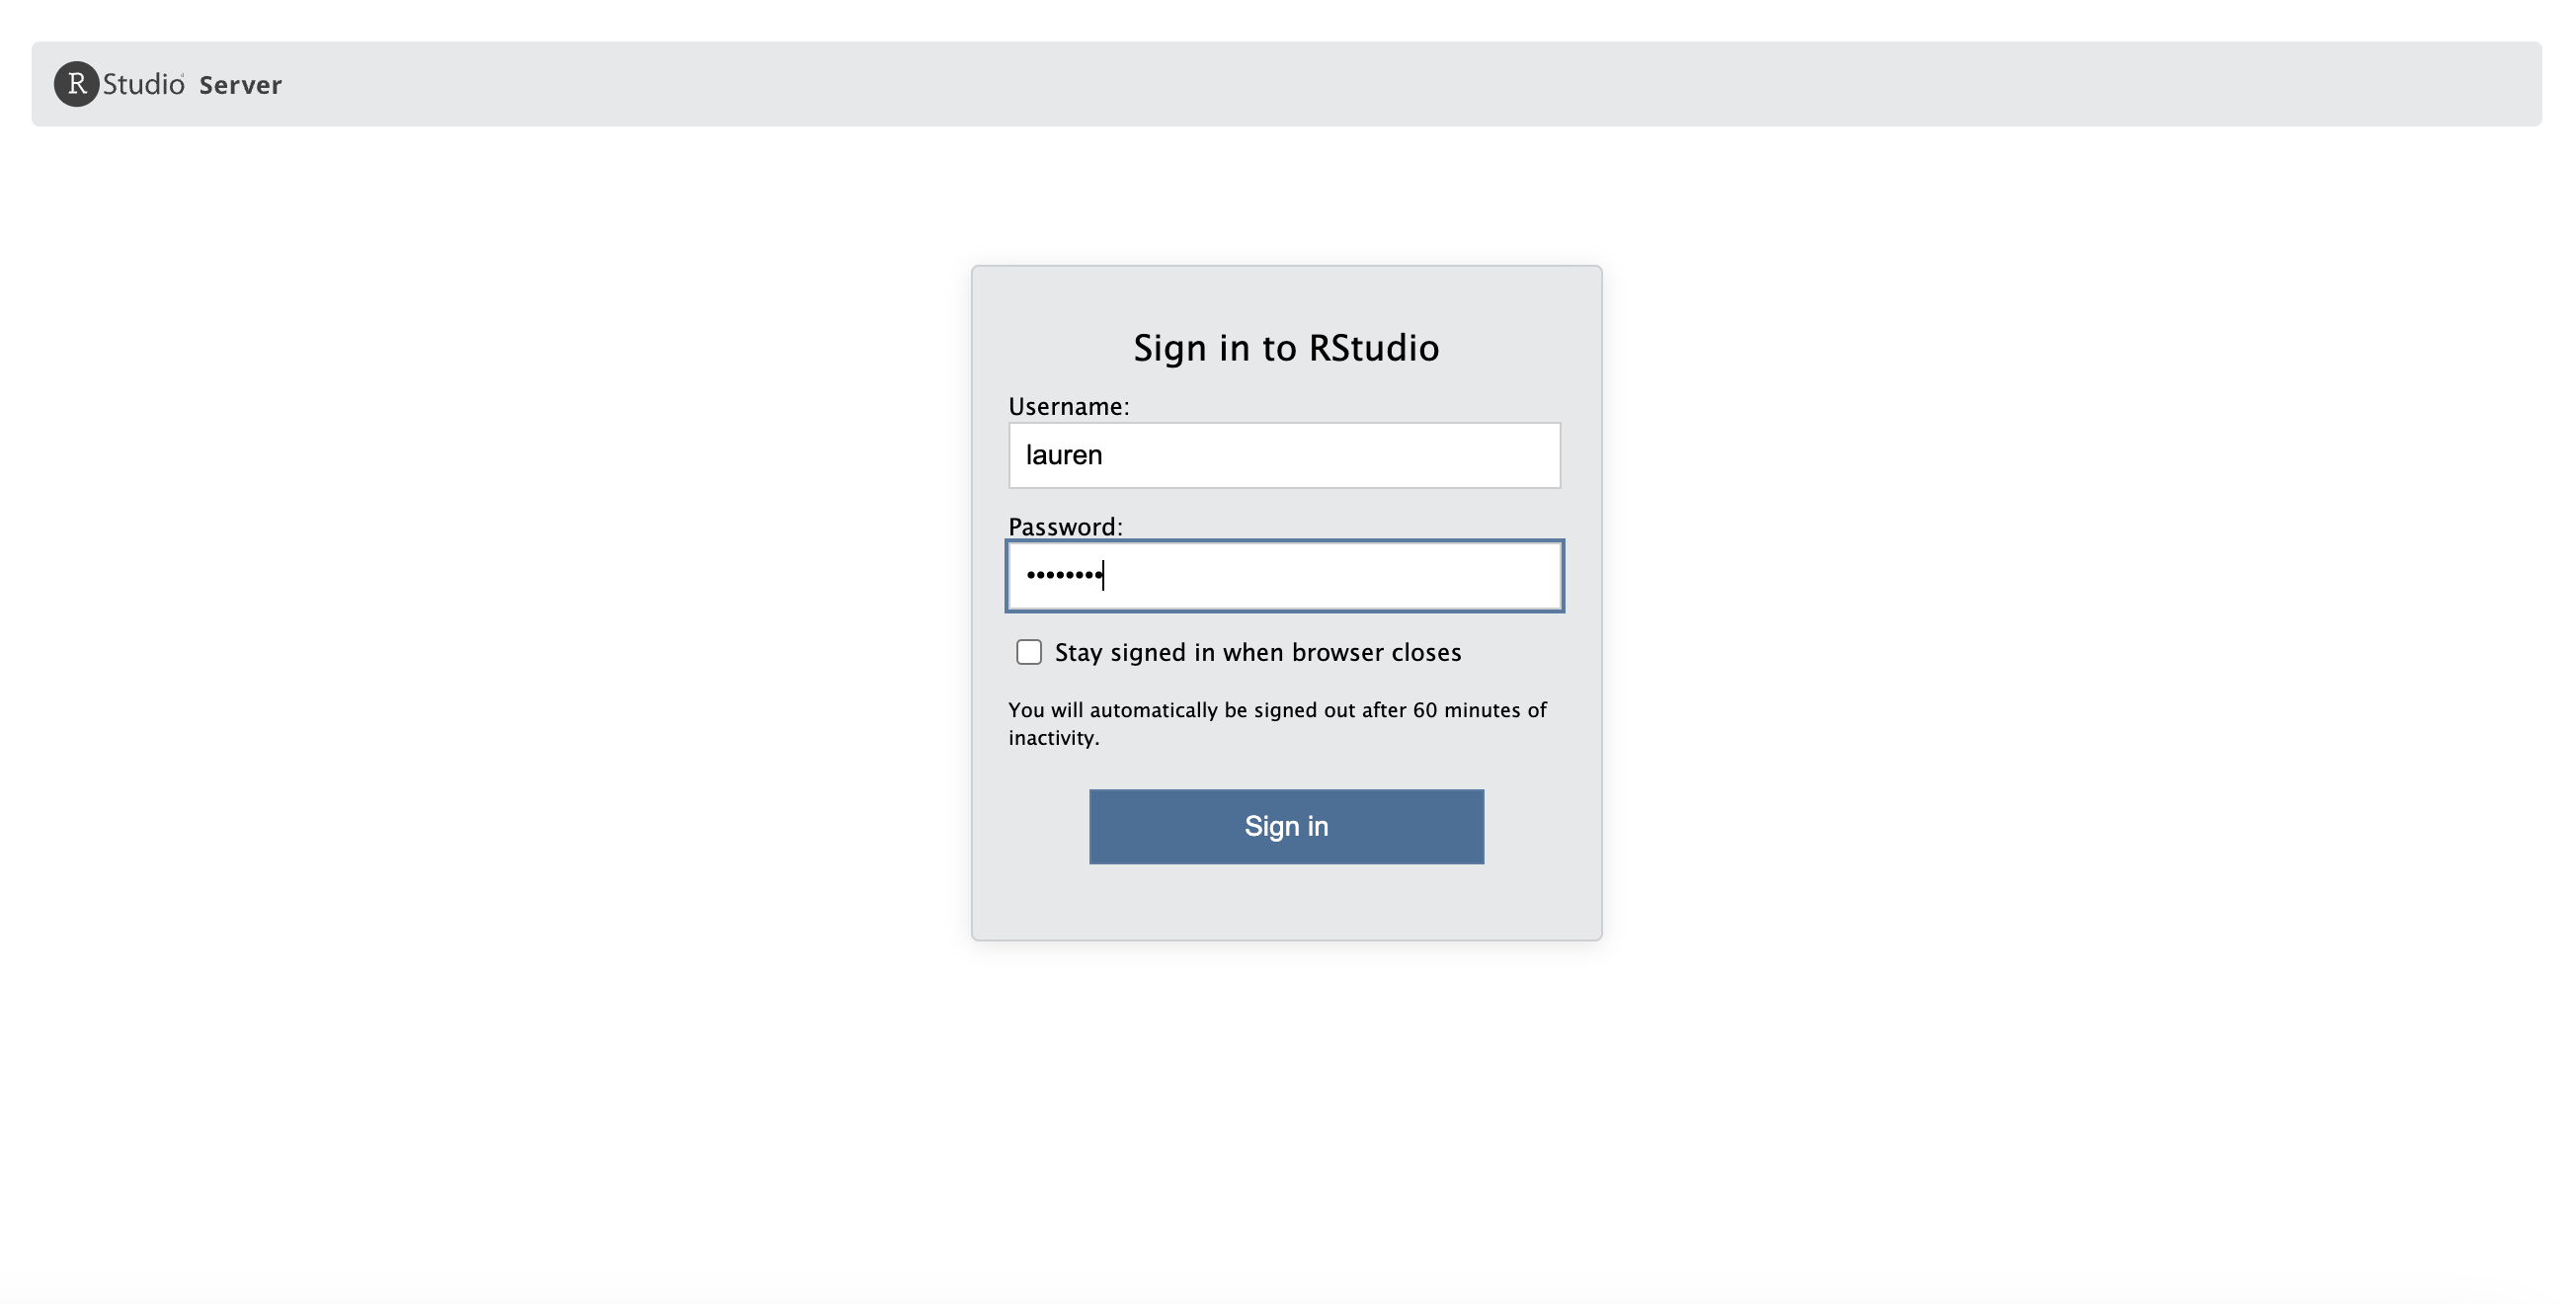 RStudio Server
Sign in to RStudio
Username:
lauren
Password:
••••••••
Stay signed in when browser closes
You will automatically be signed out after 60 minutes of
inactivity.
Sign in